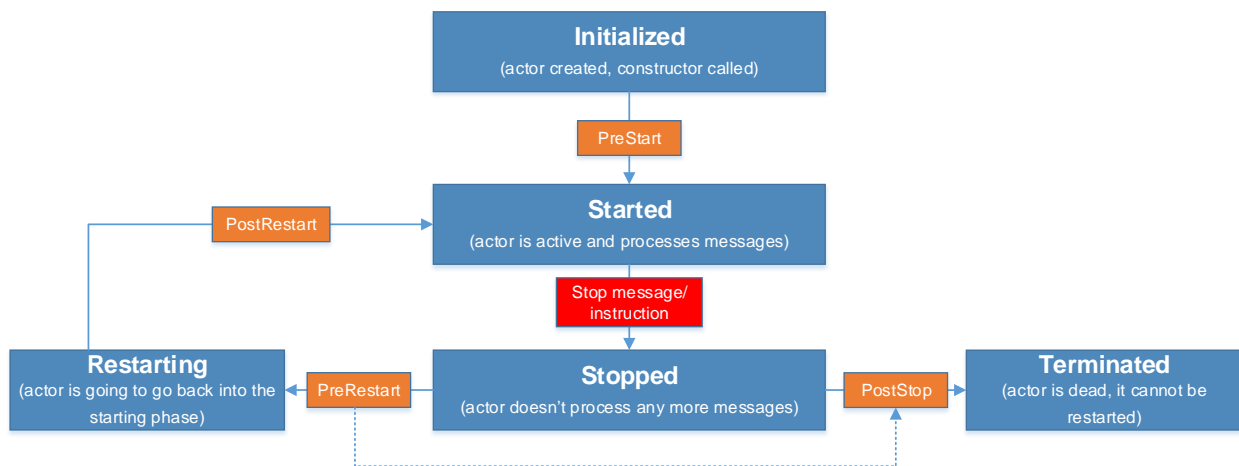 Initialized
(actor created, constructor called)
PreStart
Started
(actor is active and processes messages)
PostRestart
Stop message/
instruction
Restarting
(actor is going to go back into the
starting phase)
PreRestart
Stopped
(actor doesn't process any more messages)
PostStop
Terminated
(actor is dead, it cannot be
restarted)